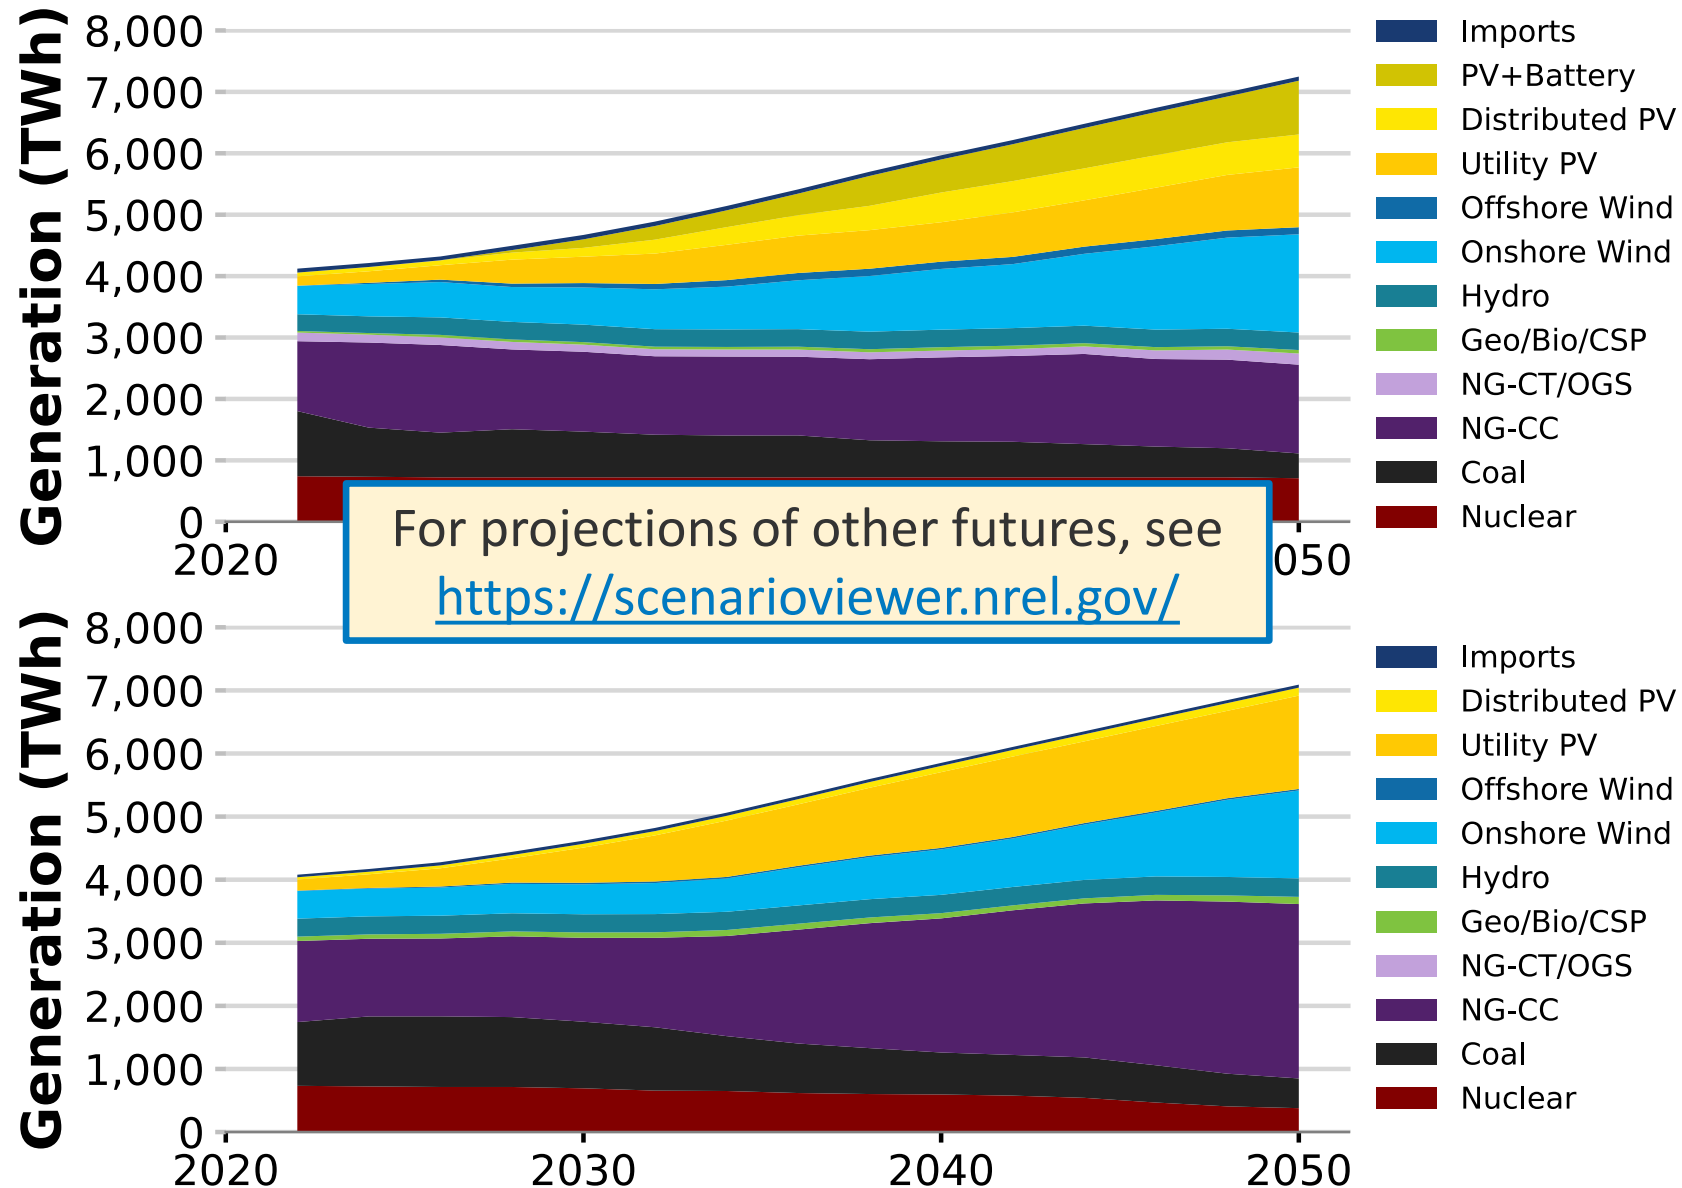 Generation (TWh)
8,000
7,000
6,000
5,000
4,000
3,000
2,000
1,000
0
2020
050
Imports
PV+Battery
Distributed PV
Utility PV
Offshore Wind
Onshore Wind
Hydro
Geo/Bio/CSP
NG-CT/OGS
NG-CC
Coal
Nuclear
For projections of other futures, see
https://scenarioviewer.nrel.gov/
Generation (TWh)
8,000
7,000
6,000
5,000
4,000
3,000
2,000
1,000
0
2020
2030
2040
2050
Imports
Distributed PV
Utility PV
Offshore Wind
Onshore Wind
Hydro
Geo/Bio/CSP
NG-CT/OGS
NG-CC
Coal
Nuclear